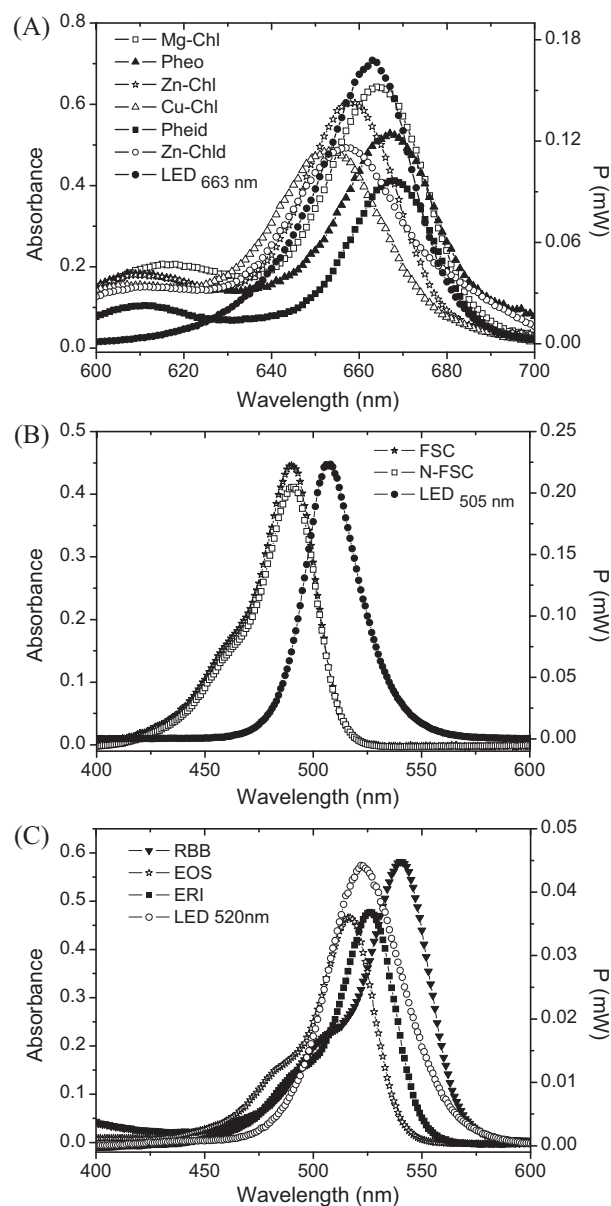 (A)
0.8
0.6
0.4
0.2
0.0
Absorbance
Mg-Chl
Pheo
Zn-Chl
Cu-Chl
Pheid
Zn-Chld
LED 663 nm
0.18
0.12
0.06
0.00
P (mW)
600 620 640 660 680 700
Wavelength (nm)
(B)
0.5
0.4
0.3
0.2
0.1
0.0
Absorbance
FSC
N-FSC
LED 505 nm
0.25
0.20
0.15
0.10
0.05
0.00
P (mW)
400 450 500 550 600
Wavelength (nm)
(C)
0.6
0.5
0.4
0.3
0.2
0.1
0.0
Absorbance
RBB
EOS
ERI
LED 520nm
0.05
0.04
0.03
0.02
0.01
0.00
P (mW)
400 450 500 550 600
Wavelength (nm)